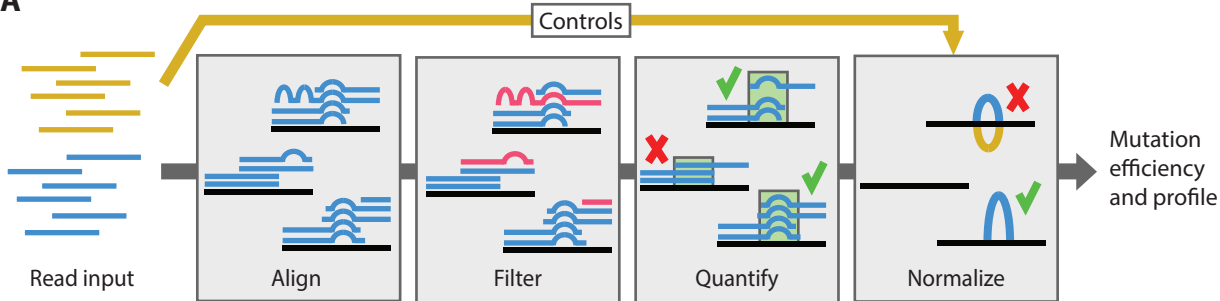 A
Controls
Read input
Align
Filter
Quantify
Normalize
Mutation
efficiency
and profile